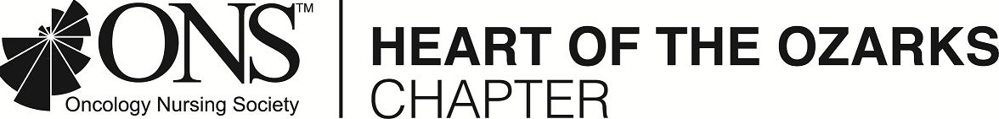 ONS™
Oncology Nursing Society
HEART OF THE OZARKS
CHAPTER